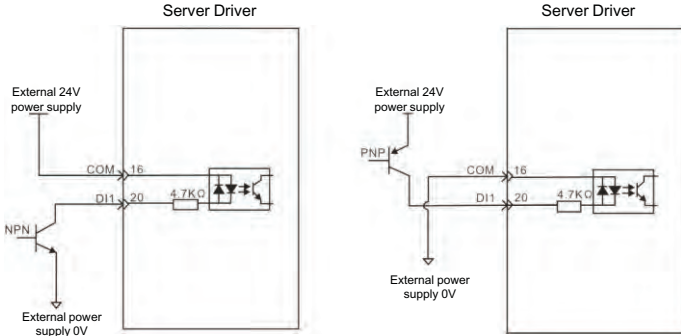 Server Driver
External 24V
power supply
COM
16
DI1
20
4.7KΩ
NPN
External power
supply 0V
Server Driver
External 24V
power supply
PNP
COM
16
DI1
20
4.7KΩ
External power
supply 0V